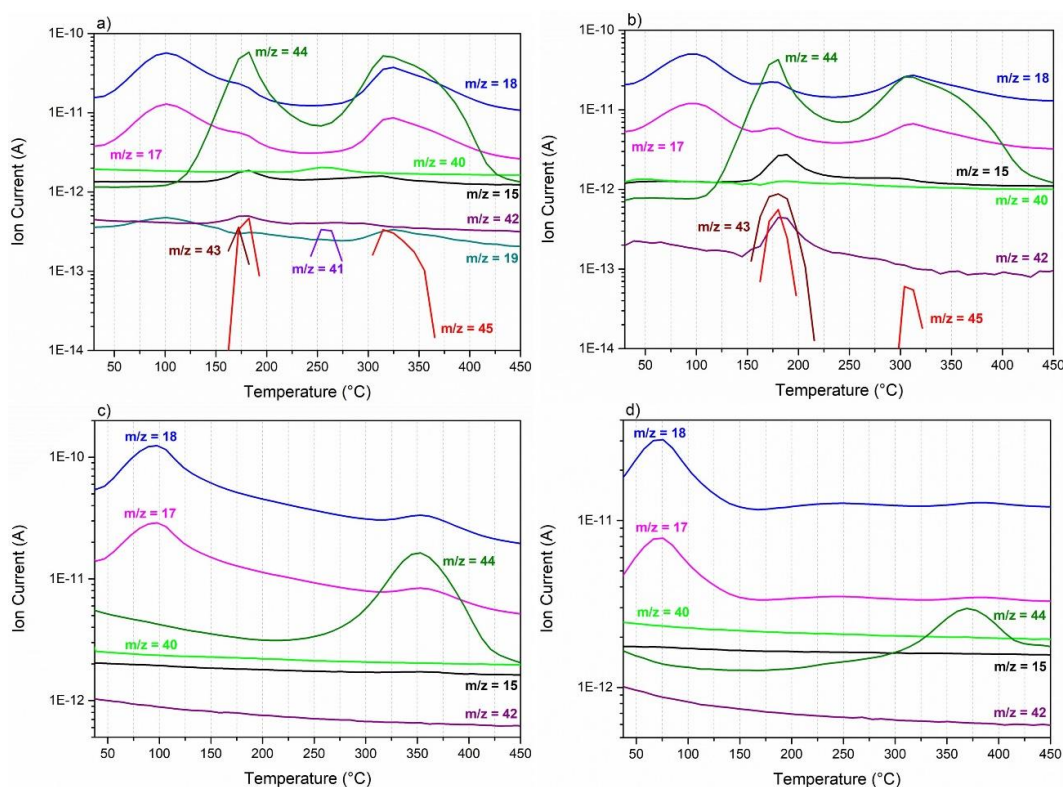 a)
1E-10
1E-11
1E-12
1E-13
1E-14
Ion Current (A)
m/z = 44
m/z = 18
m/z = 17
m/z = 40
m/z = 15
m/z = 42
m/z = 43
m/z = 41
m/z = 19
m/z = 45
50 100 150 200 250 300 350 400 450
Temperature (°C)
b)
1E-10
1E-11
1E-12
1E-13
1E-14
Ion Current (A)
m/z = 44
m/z = 18
m/z = 17
m/z = 15
m/z = 40
m/z = 43
m/z = 42
m/z = 45
50 100 150 200 250 300 350 400 450
Temperature (°C)
c)
1E-10
1E-11
1E-12
Ion Current (A)
m/z = 18
m/z = 17
m/z = 44
m/z = 40
m/z = 15
m/z = 42
50 100 150 200 250 300 350 400 450
Temperature (°C)
d)
1E-11
1E-12
Ion Current (A)
m/z = 18
m/z = 17
m/z = 40
m/z = 44
m/z = 15
m/z = 42
50 100 150 200 250 300 350 400 450
Temperature (°C)